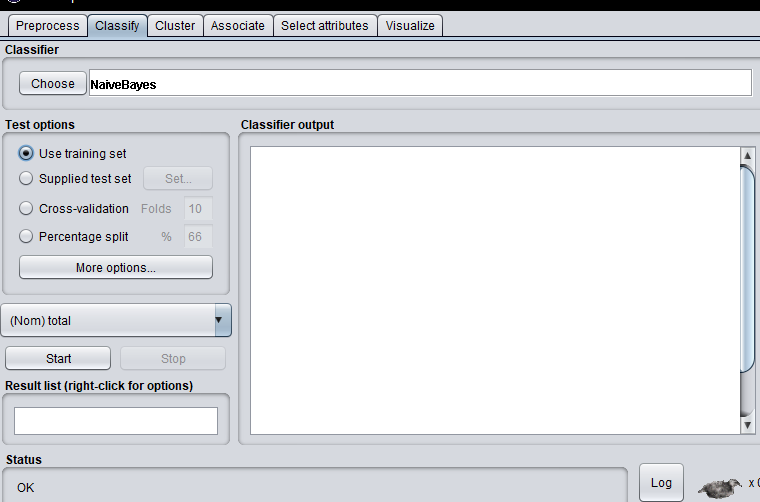 Preprocess Classify Cluster Associate Select attributes Visualize
Classifier
Choose NaiveBayes
Test options
Use training set
Supplied test set Set...
Cross-validation Folds 10
Percentage split % 66
More options...
(Nom) total
Start Stop
Result list (right-click for options)
Classifier output
Status
OK
Log